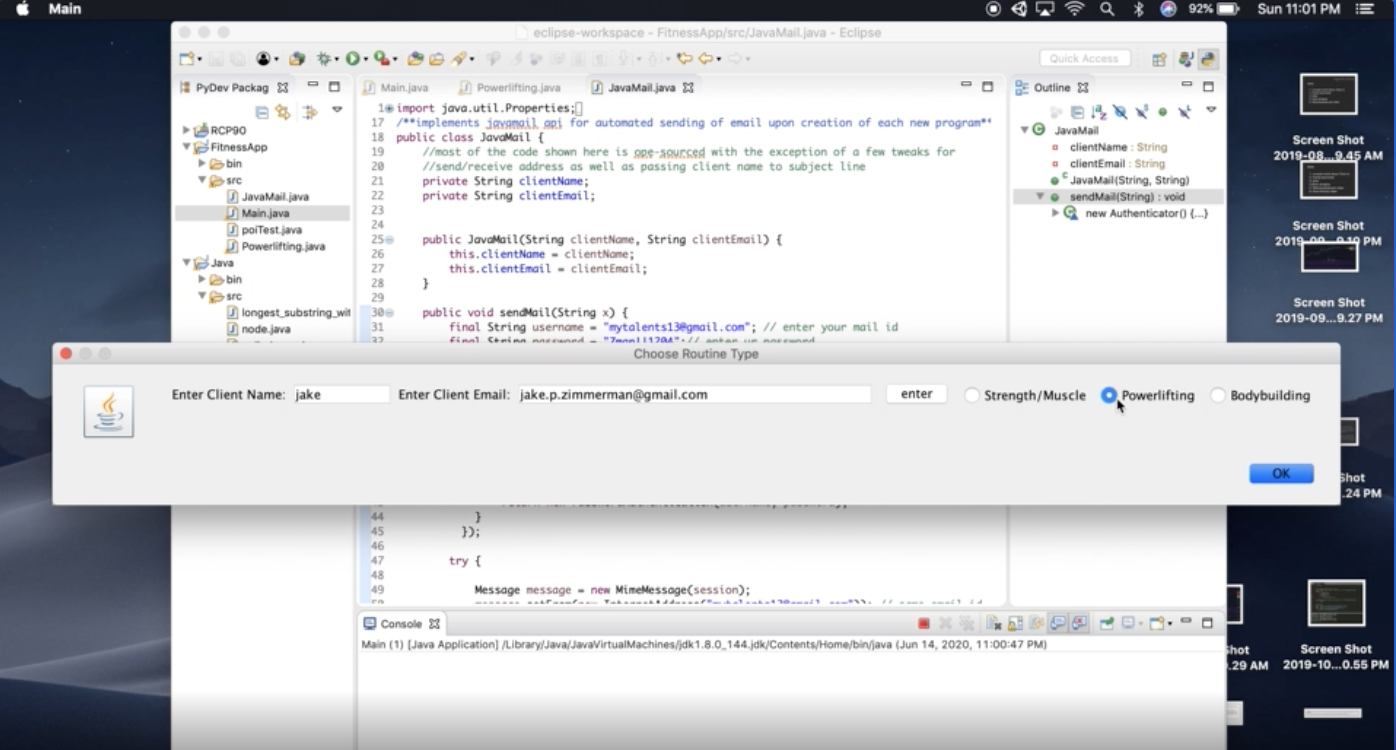 Main
92%
Sun 11:01 PM
eclipse-workspace - FitnessApp/src/JavaMail.java - Eclipse
Quick Access
PyDev Packag
Main.java
Powerlifting.java
JavaMail.java
Outline
RCP90
FitnessApp
bin
src
JavaMail.java
Main.java
poiTest.java
Powerlifting.java
Java
bin
src
longest_substring_wit
node.java
1 import java.util.Properties;
17 /**implements javamail api for automated sending of email upon creation of each new program**
18 public class JavaMail {
19 //most of the code shown here is ope-sourced with the exception of a few tweaks for
20 //send/receive address as well as passing client name to subject line
21 private String clientName;
22 private String clientEmail;
23
24
25 public JavaMail(String clientName, String clientEmail) {
26 this.clientName = clientName;
27 this.clientEmail = clientEmail;
28 }
29
30 public void sendMail(String x) {
31 final String username = "mytalents13@gmail.com"; // enter your mail id
JavaMail
clientName : String
clientEmail : String
JavaMail(String, String)
sendMail(String) : void
new Authenticator() {...}
Choose Routine Type
Enter Client Name: jake Enter Client Email: jake.p.zimmerman@gmail.com enter Strength/Muscle Powerlifting Bodybuilding
OK
44 }
45 });
46
47 try {
48
49 Message message = new MimeMessage(session);
Console
Main (1) [Java Application] /Library/Java/JavaVirtualMachines/jdk1.8.0_144.jdk/Contents/Home/bin/java (Jun 14, 2020, 11:00:47 PM)
Screen Shot
2019-08...9.45 AM
Screen Shot
2019-09...9.10 PM
Screen Shot
2019-09...9.27 PM
Shot
.24 PM
Shot
.29 AM
Screen Shot
2019-10...0.55 PM